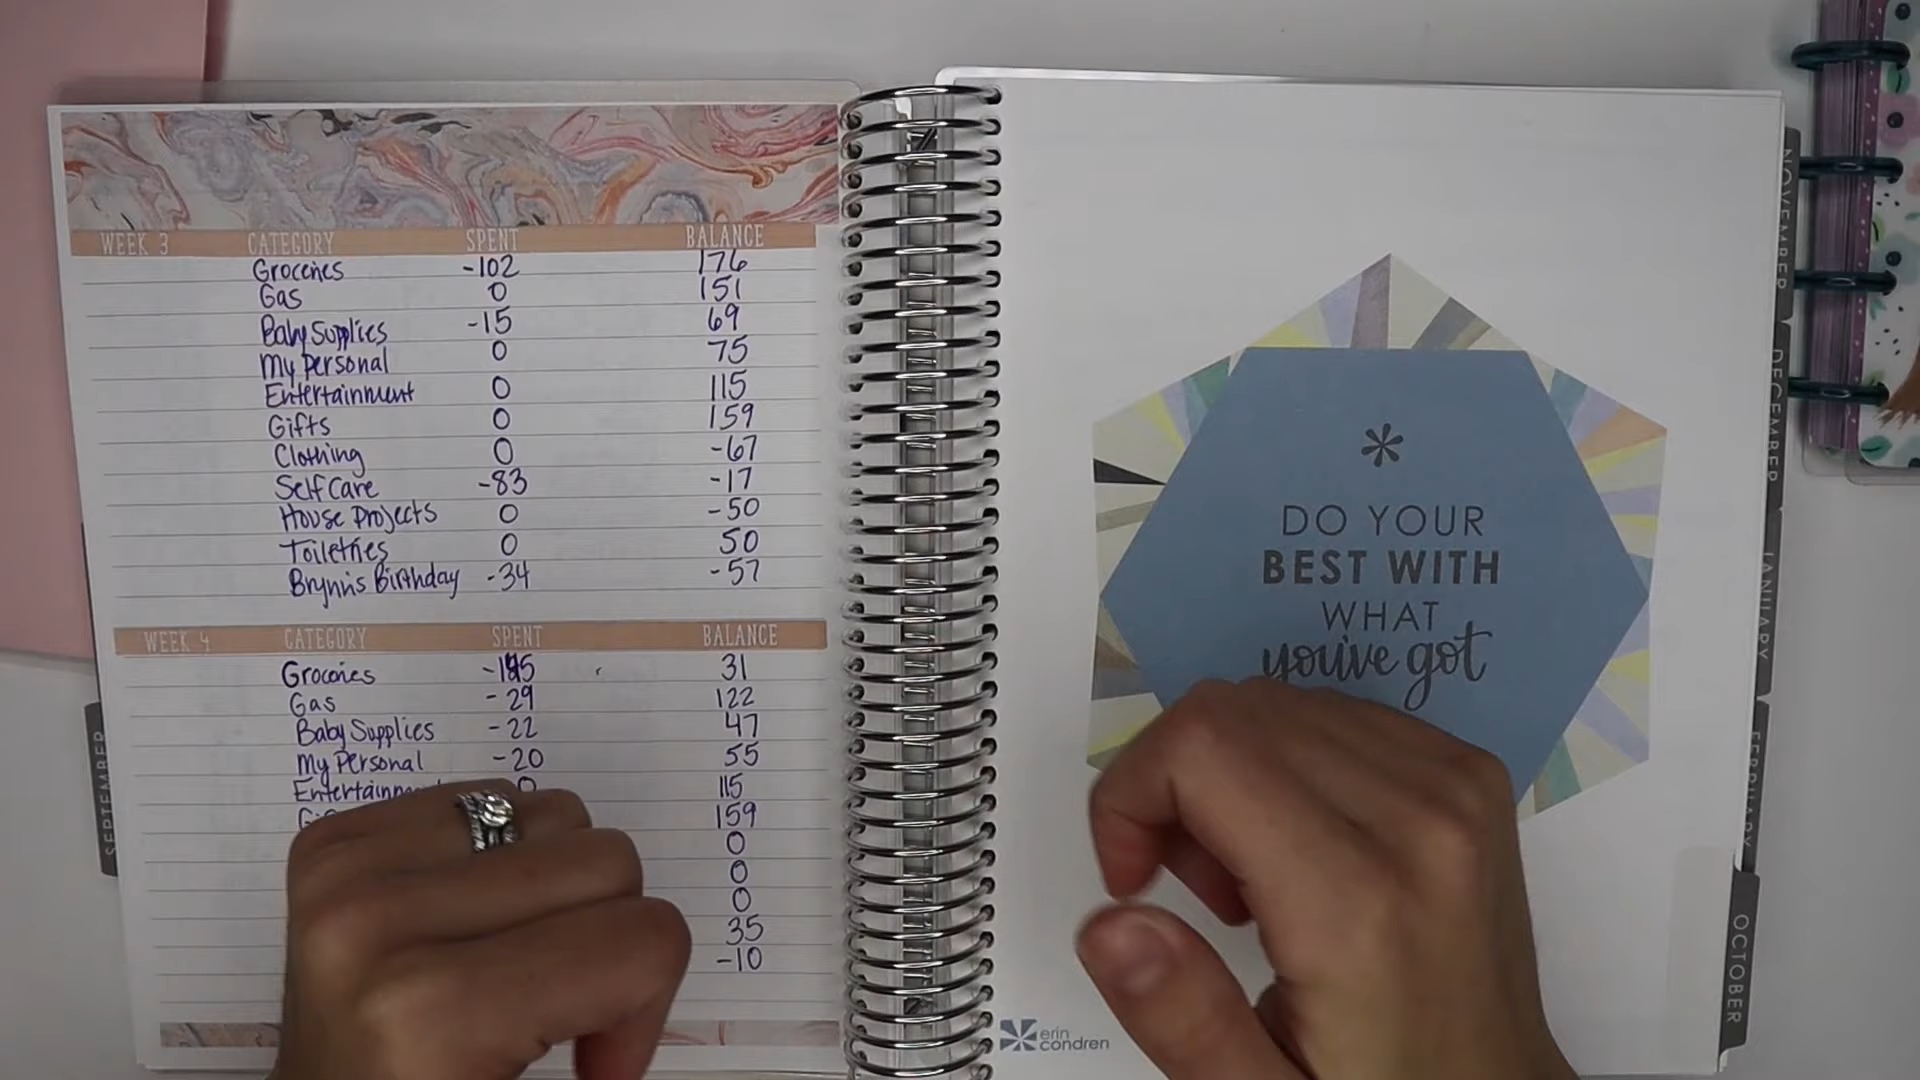 WEEK 3 CATEGORY SPENT BALANCE
Groceries -102 176
Gas 0 151
Baby Supplies -15 69
My Personal 0 75
Entertainment 0 115
Gifts 0 159
Clothing 0 -67
Self Care -83 -17
House Projects 0 -50
Toiletries 0 50
Brynn's Birthday -34 -57
WEEK 4 CATEGORY SPENT BALANCE
Groceries -145 31
Gas -29 122
Baby Supplies -22 47
My Personal -20 55
0 115
159
0
0
0
35
-10
SEPTEMBER
DO YOUR
BEST WITH
WHAT
you've got
erin
condren
NOVEMBER
DECEMBER
JANUARY
FEBRUARY
OCTOBER